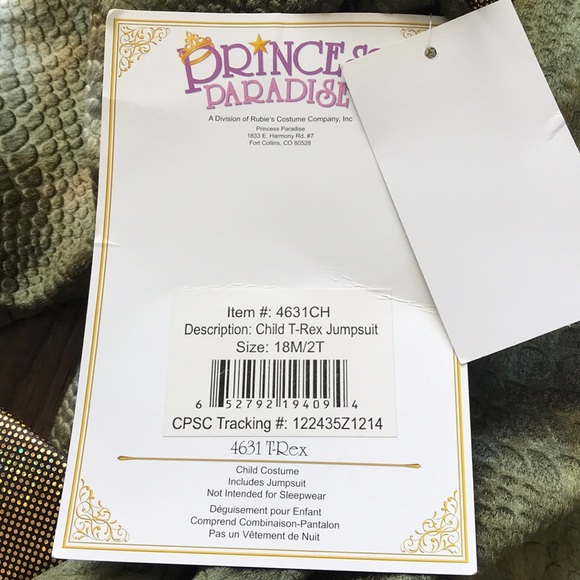 PRINCESS
PARADISE
A Division of Rubie's Costume Company, Inc
Princess Paradise
1833 E. Harmony Rd. #7
Fort Collins, CO 80528
Item #: 4631CH
Description: Child T-Rex Jumpsuit
Size: 18M/2T
6 52792 19409 4
CPSC Tracking #: 122435Z1214
4631 T-Rex
Child Costume
Includes Jumpsuit
Not Intended for Sleepwear
Déguisement pour Enfant
Comprend Combinaison-Pantalon
Pas un Vêtement de Nuit